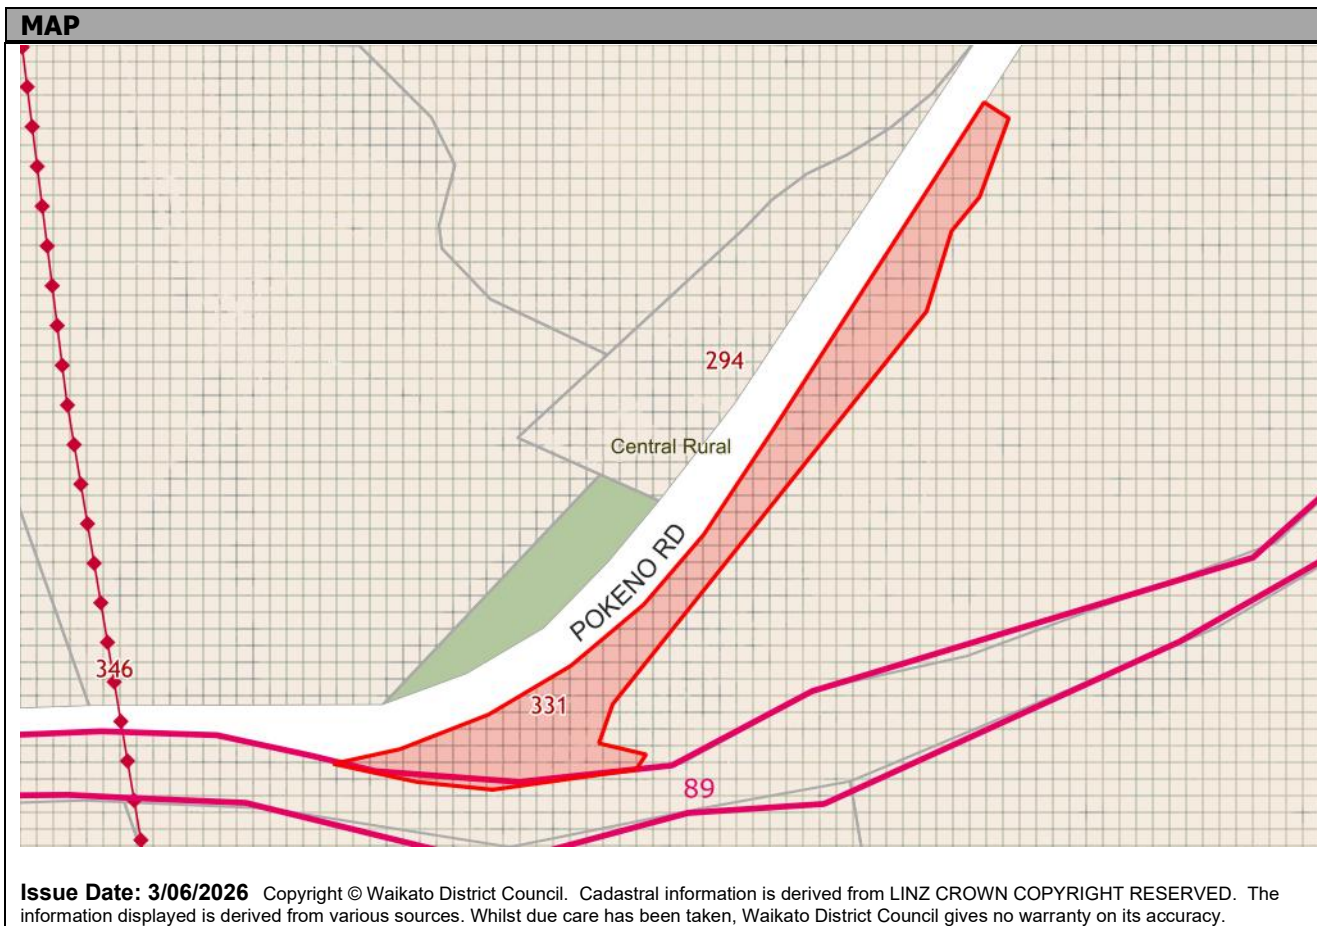 MAP
294
Central Rural
POKENO RD
346
331
89
Issue Date: 3/06/2026 Copyright © Waikato District Council. Cadastral information is derived from LINZ CROWN COPYRIGHT RESERVED. The
information displayed is derived from various sources. Whilst due care has been taken, Waikato District Council gives no warranty on its accuracy.